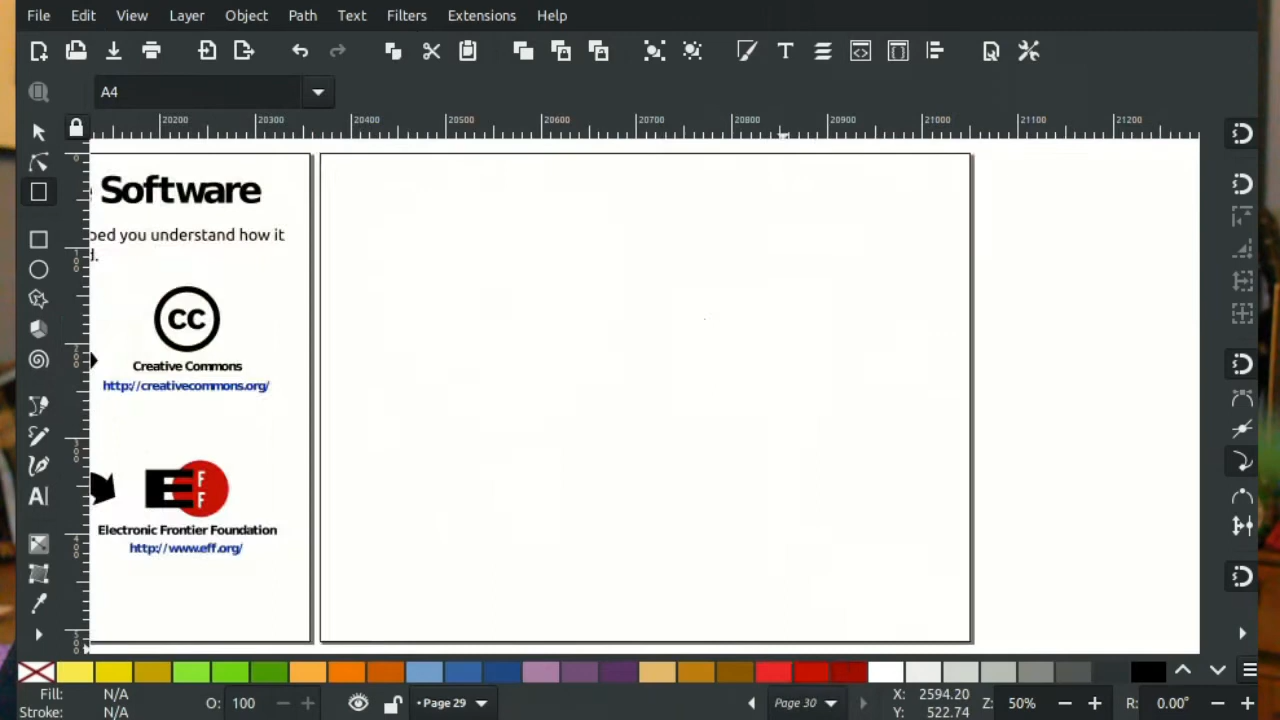 File Edit View Layer Object Path Text Filters Extensions Help
A4
20200 20300 20400 20500 20600 20700 20800 20900 21000 21100 21200
Software
ped you understand how it
d.
cc
Creative Commons
http://creativecommons.org/
E F F
Electronic Frontier Foundation
http://www.eff.org/
Fill: N/A
Stroke: N/A
O: 100
Page 29
Page 30
X: 2594.20
Y: 522.74
Z: 50%
R: 0.00°